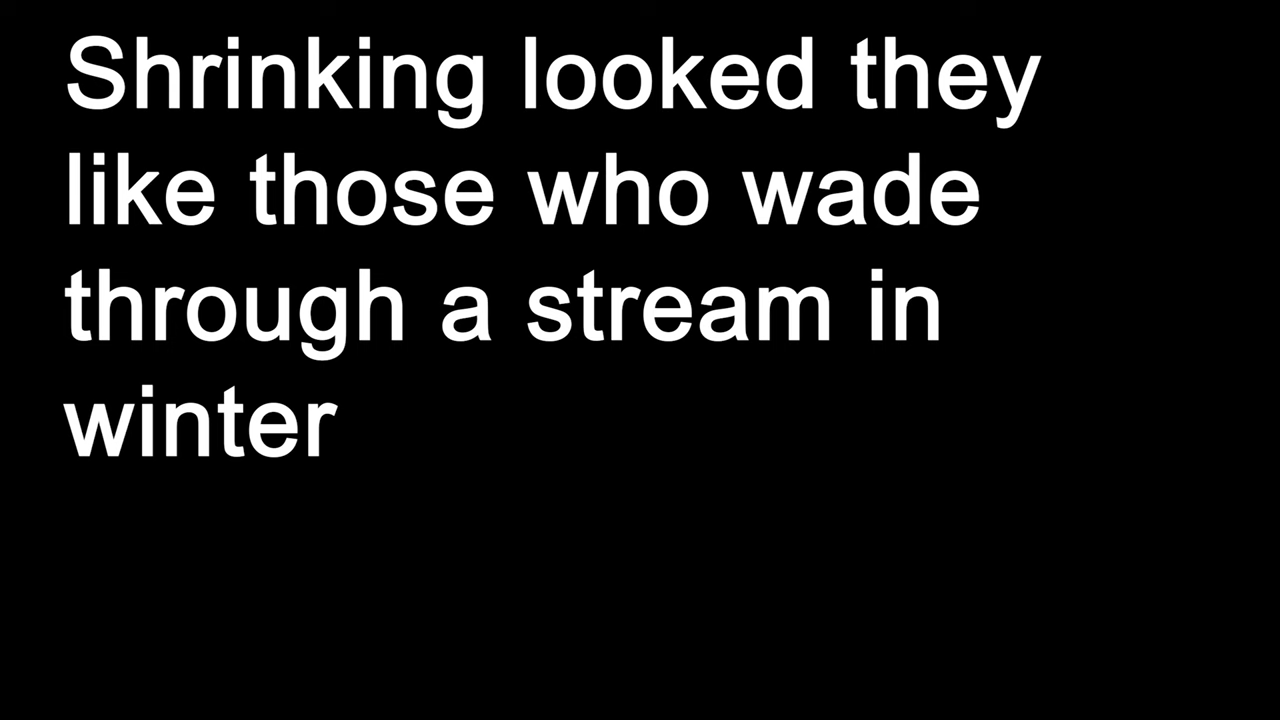 Shrinking looked they
like those who wade
through a stream in
winter